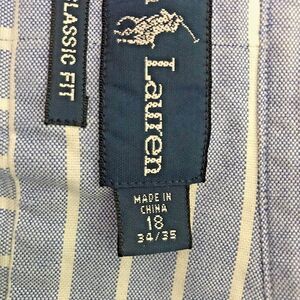 CLASSIC FIT
Lauren
MADE IN
CHINA
18
34/35